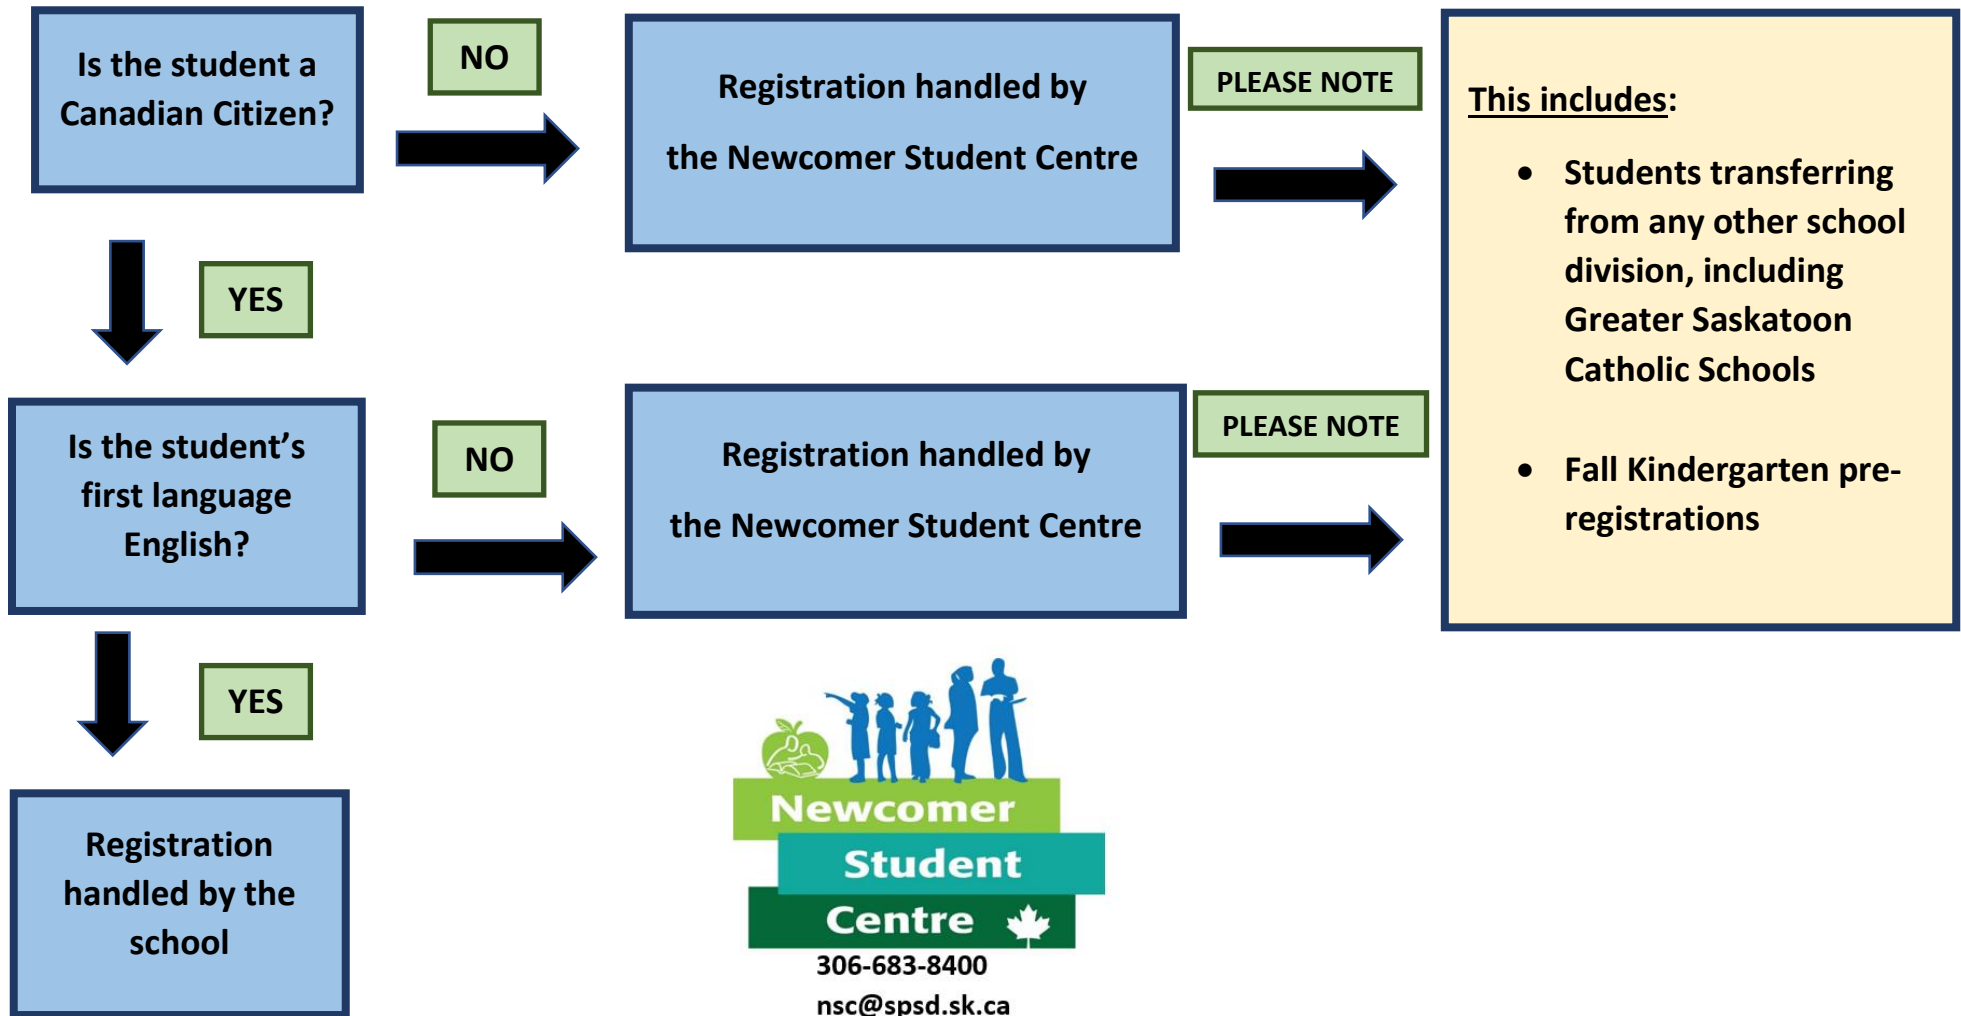 Is the student a
Canadian Citizen?
NO
Registration handled by
the Newcomer Student Centre
PLEASE NOTE
This includes:
• Students transferring
from any other school
division, including
Greater Saskatoon
Catholic Schools
• Fall Kindergarten pre-
registrations
YES
Is the student’s
first language
English?
NO
Registration handled by
the Newcomer Student Centre
PLEASE NOTE
YES
Registration
handled by the
school
Newcomer
Student
Centre
306-683-8400
nsc@spsd.sk.ca